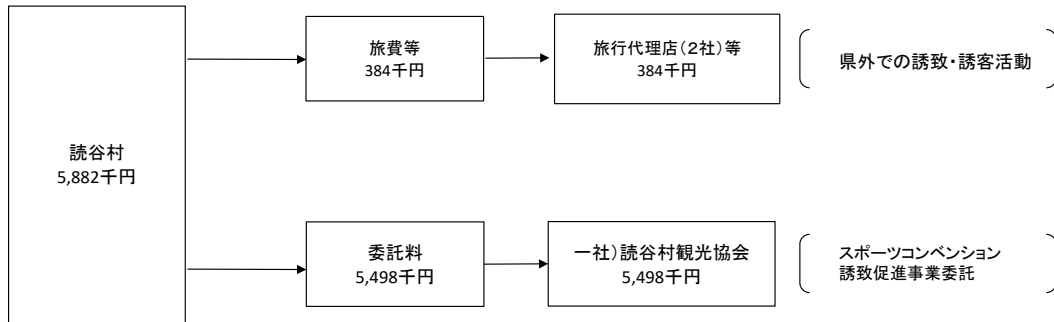 旅費等
384千円
旅行代理店(２社)等
384千円
県外での誘致・誘客活動
読谷村
5,882千円
委託料
5,498千円
一社)読谷村観光協会
5,498千円
スポーツコンベンション
誘致促進事業委託